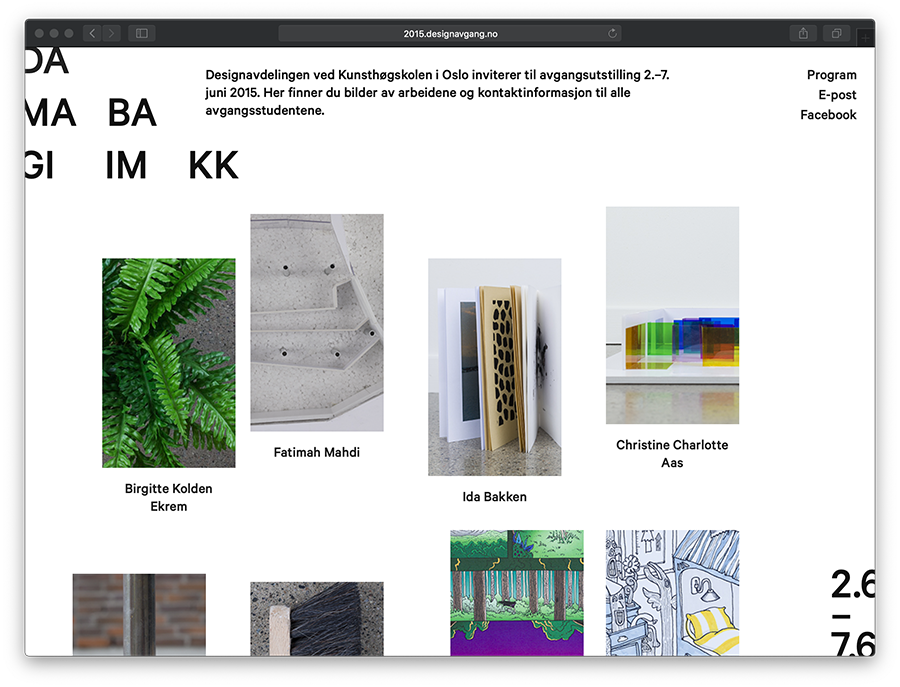 2015.designavgang.no
DA
MA BA
GI IM KK
Designavdelingen ved Kunsthøgskolen i Oslo inviterer til avgangsutstilling 2.–7.
juni 2015. Her finner du bilder av arbeidene og kontaktinformasjon til alle
avgangsstudentene.
Program
E-post
Facebook
Birgitte Kolden
Ekrem
Fatimah Mahdi
Ida Bakken
Christine Charlotte
Aas
2.6
–
7.6